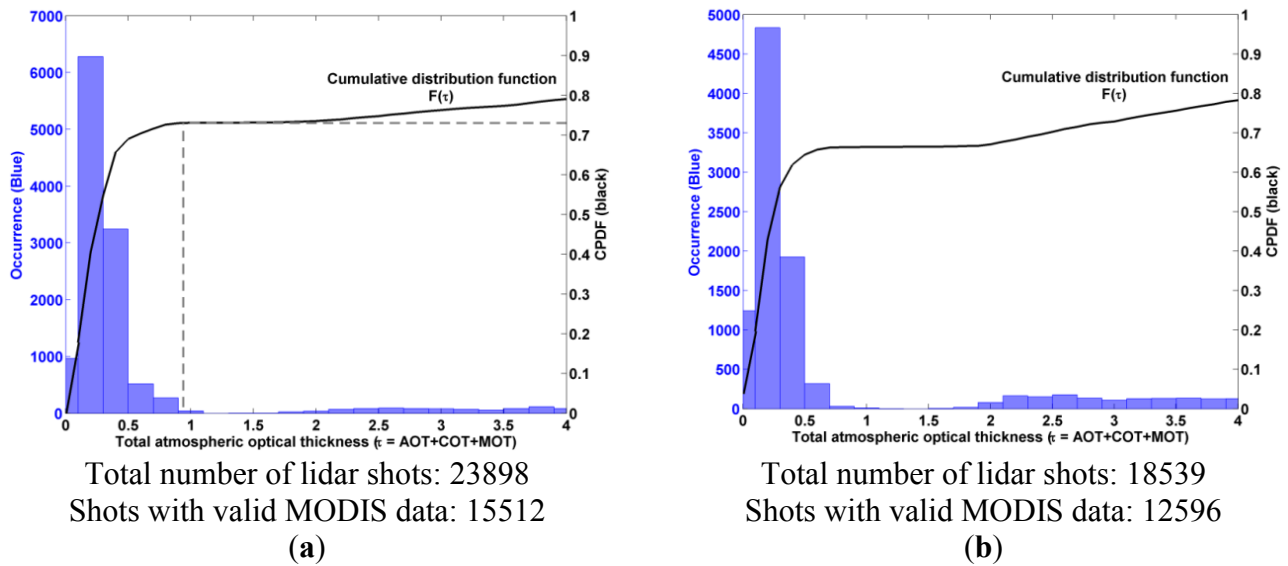 7000
6000
5000
4000
3000
2000
1000
0
Occurrence (Blue)
1
0.9
0.8
0.7
0.6
0.5
0.4
0.3
0.2
0.1
0
CPDF (black)
Cumulative distribution function
F(τ)
0 0.5 1 1.5 2 2.5 3 3.5 4
Total atmospheric optical thickness (τ = AOT+COT+MOT)
Total number of lidar shots: 23898
Shots with valid MODIS data: 15512
(a)
5000
4500
4000
3500
3000
2500
2000
1500
1000
500
0
Occurrence (Blue)
1
0.9
0.8
0.7
0.6
0.5
0.4
0.3
0.2
0.1
0
CPDF (black)
Cumulative distribution function
F(τ)
0 0.5 1 1.5 2 2.5 3 3.5 4
Total atmospheric optical thickness (τ = AOT+COT+MOT)
Total number of lidar shots: 18539
Shots with valid MODIS data: 12596
(b)